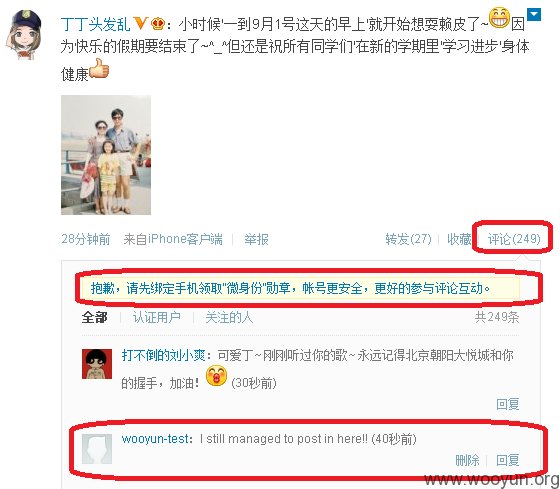 丁丁头发乱：小时候'一到9月1号这天的早上'就开始想耍赖皮了~因
为快乐的假期要结束了~^_^但还是祝所有同学们'在新的学期里'学习进步'身体
健康
28分钟前 来自iPhone客户端 | 举报 转发(27) | 收藏 | 评论(249)
抱歉，请先绑定手机领取"微身份"勋章，帐号更安全，更好的参与评论互动。
全部 | 认证用户 | 关注的人 共249条
打不倒的刘小爽：可爱丁~刚刚听过你的歌~永远记得北京朝阳大悦城和你
的握手，加油！ (30秒前)
回复
wooyun-test：I still managed to post in here!! (40秒前)
删除 | 回复
www.wooyun.org